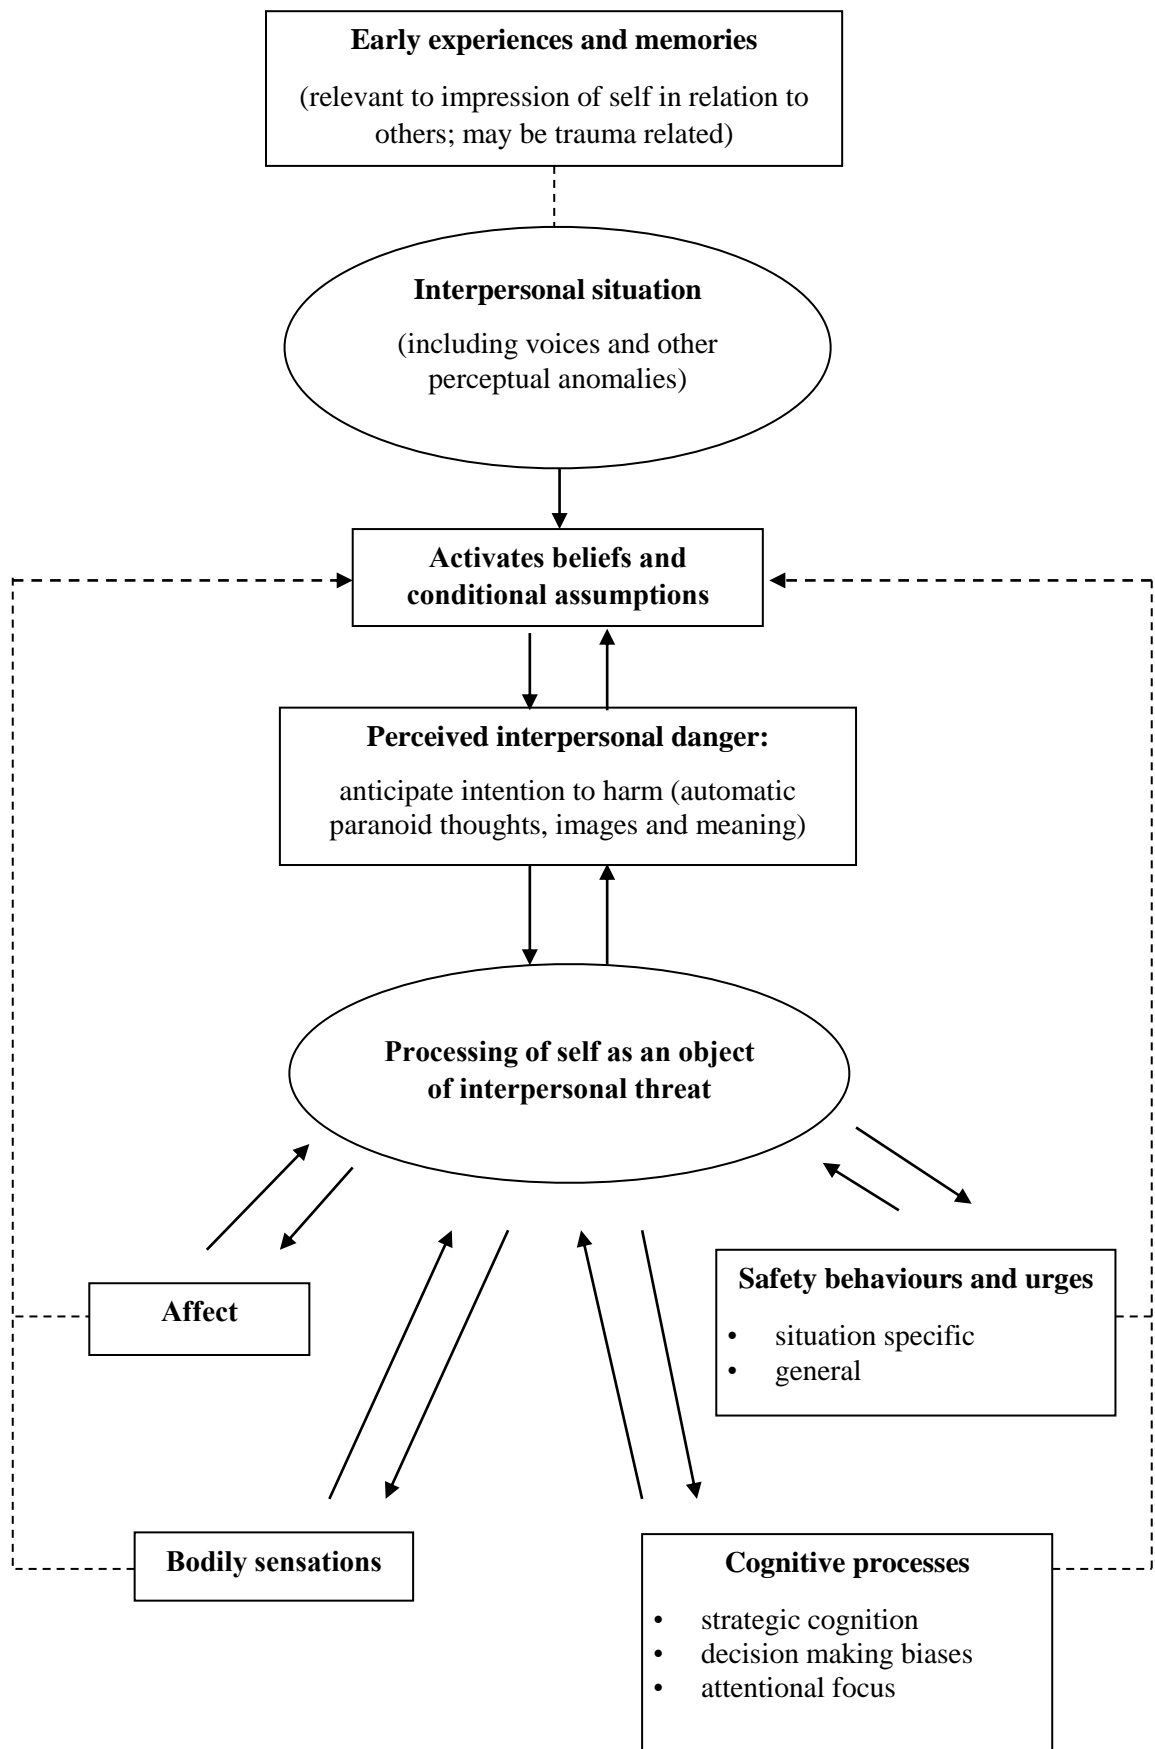 Early experiences and memories
(relevant to impression of self in relation to
others; may be trauma related)
Interpersonal situation
(including voices and other
perceptual anomalies)
Activates beliefs and
conditional assumptions
Perceived interpersonal danger:
anticipate intention to harm (automatic
paranoid thoughts, images and meaning)
Processing of self as an object
of interpersonal threat
Affect
Safety behaviours and urges
• situation specific
• general
Bodily sensations
Cognitive processes
• strategic cognition
• decision making biases
• attentional focus